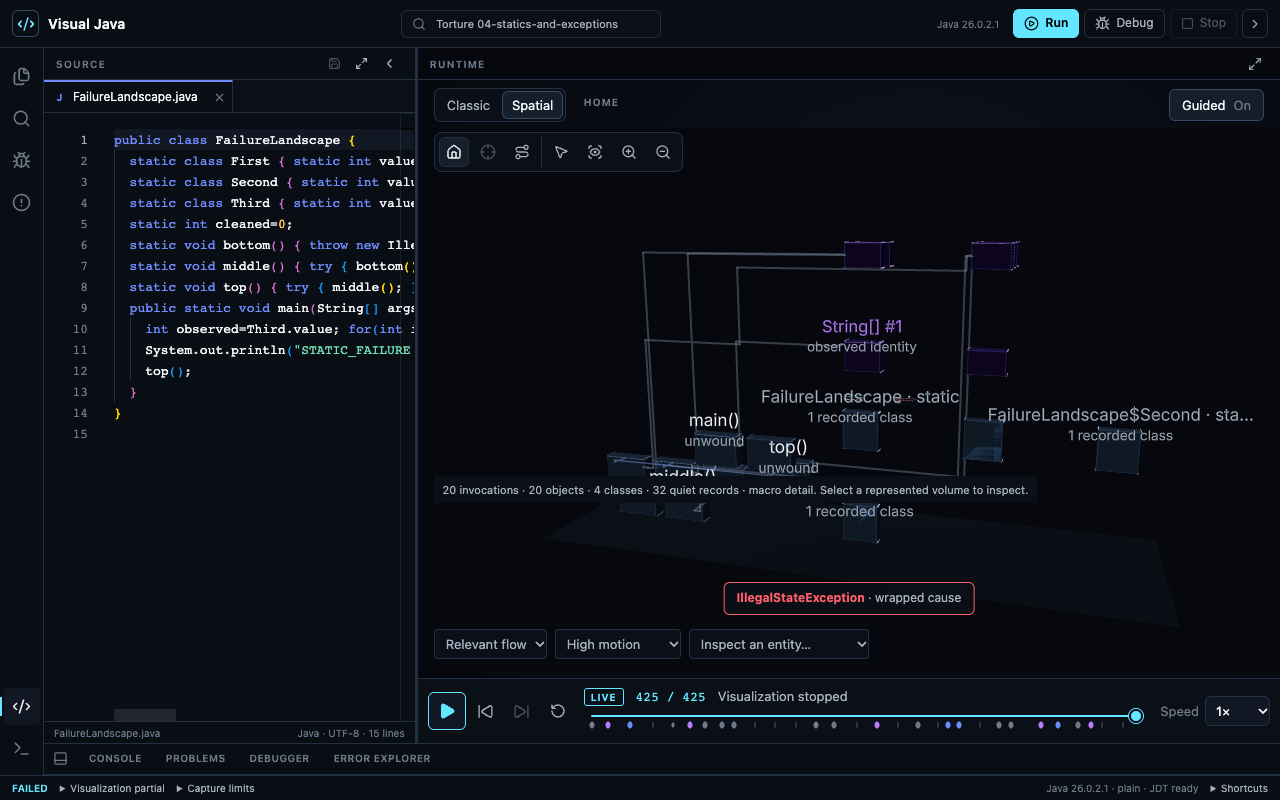 Visual Java
Torture 04-statics-and-exceptions
Java 26.0.2.1
Run
Debug
Stop
SOURCE
RUNTIME
J FailureLandscape.java
Classic
Spatial
HOME
Guided On
1 public class FailureLandscape {
2 static class First { static int value
3 static class Second { static int valu
4 static class Third { static int value
5 static int cleaned=0;
6 static void bottom() { throw new Ille
7 static void middle() { try { bottom()
8 static void top() { try { middle(); }
9 public static void main(String[] args
10 int observed=Third.value; for(int i
11 System.out.println("STATIC_FAILURE
12 top();
13 }
14 }
15
String[] #1
observed identity
FailureLandscape · static
1 recorded class
FailureLandscape$Second · sta...
1 recorded class
main()
unwound
top()
unwound
middle()
20 invocations · 20 objects · 4 classes · 32 quiet records · macro detail. Select a represented volume to inspect.
1 recorded class
IllegalStateException · wrapped cause
Relevant flow
High motion
Inspect an entity...
LIVE
425 / 425
Visualization stopped
Speed
1×
FailureLandscape.java
Java · UTF-8 · 15 lines
CONSOLE
PROBLEMS
DEBUGGER
ERROR EXPLORER
FAILED
Visualization partial
Capture limits
Java 26.0.2.1 · plain · JDT ready
Shortcuts